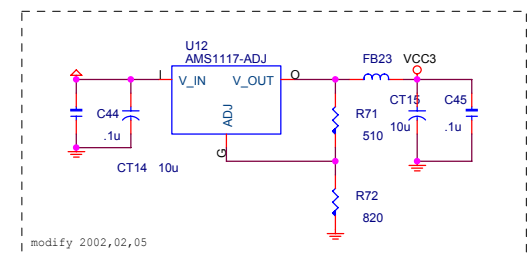 U12
AMS1117-ADJ
FB23 VCC3
I V_IN V_OUT O
ADJ
G
C44
.1u
CT14 10u
R71
510
CT15
10u
C45
.1u
R72
820
modify 2002,02,05